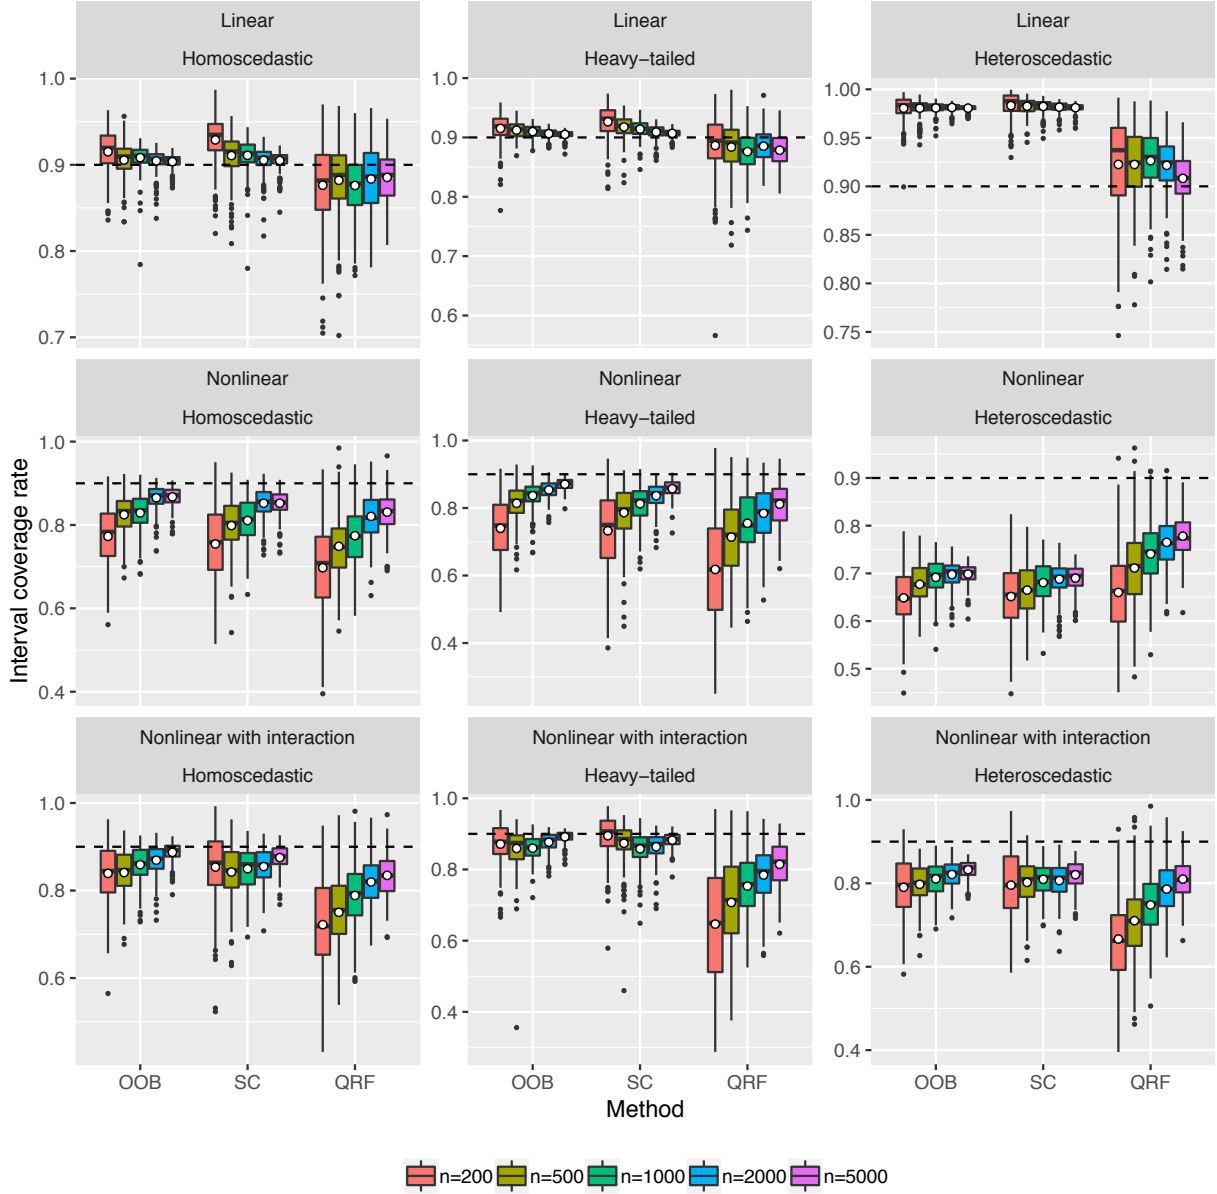 Linear
Homoscedastic
Linear
Heavy−tailed
Linear
Heteroscedastic
1.0
0.9
0.8
0.7
1.0
0.9
0.8
0.7
0.6
1.00
0.95
0.90
0.85
0.80
0.75
Nonlinear
Homoscedastic
Nonlinear
Heavy−tailed
Nonlinear
Heteroscedastic
Interval coverage rate
1.0
0.8
0.6
0.4
1.0
0.8
0.6
0.4
0.9
0.8
0.7
0.6
0.5
Nonlinear with interaction
Homoscedastic
Nonlinear with interaction
Heavy−tailed
Nonlinear with interaction
Heteroscedastic
1.0
0.8
0.6
1.0
0.8
0.6
0.4
1.0
0.8
0.6
0.4
OOB SC QRF
OOB SC QRF
OOB SC QRF
Method
n=200 n=500 n=1000 n=2000 n=5000